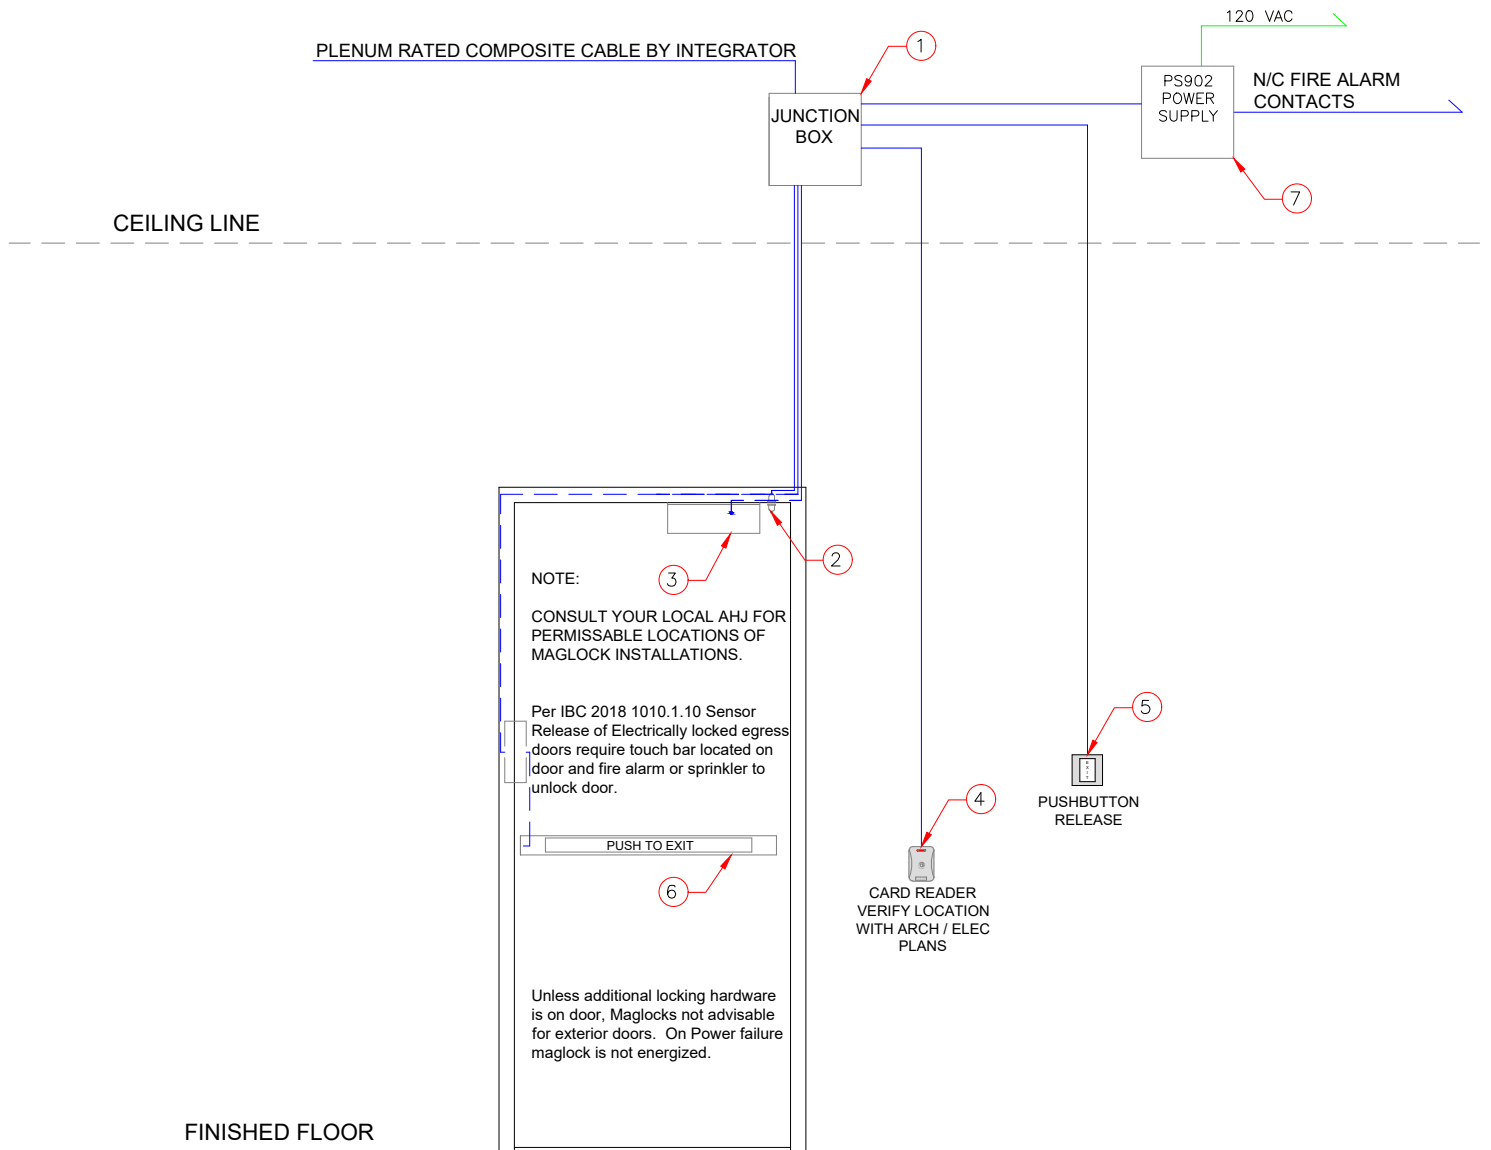 120 VAC
PLENUM RATED COMPOSITE CABLE BY INTEGRATOR
1
JUNCTION
BOX
PS902
POWER
SUPPLY
N/C FIRE ALARM
CONTACTS
7
CEILING LINE
2
3
NOTE:
CONSULT YOUR LOCAL AHJ FOR
PERMISSABLE LOCATIONS OF
MAGLOCK INSTALLATIONS.
Per IBC 2018 1010.1.10 Sensor
Release of Electrically locked egress
doors require touch bar located on
door and fire alarm or sprinkler to
unlock door.
5
EXIT
PUSHBUTTON
RELEASE
4
PUSH TO EXIT
6
CARD READER
VERIFY LOCATION
WITH ARCH / ELEC
PLANS
Unless additional locking hardware
is on door, Maglocks not advisable
for exterior doors.  On Power failure
maglock is not energized.
FINISHED FLOOR